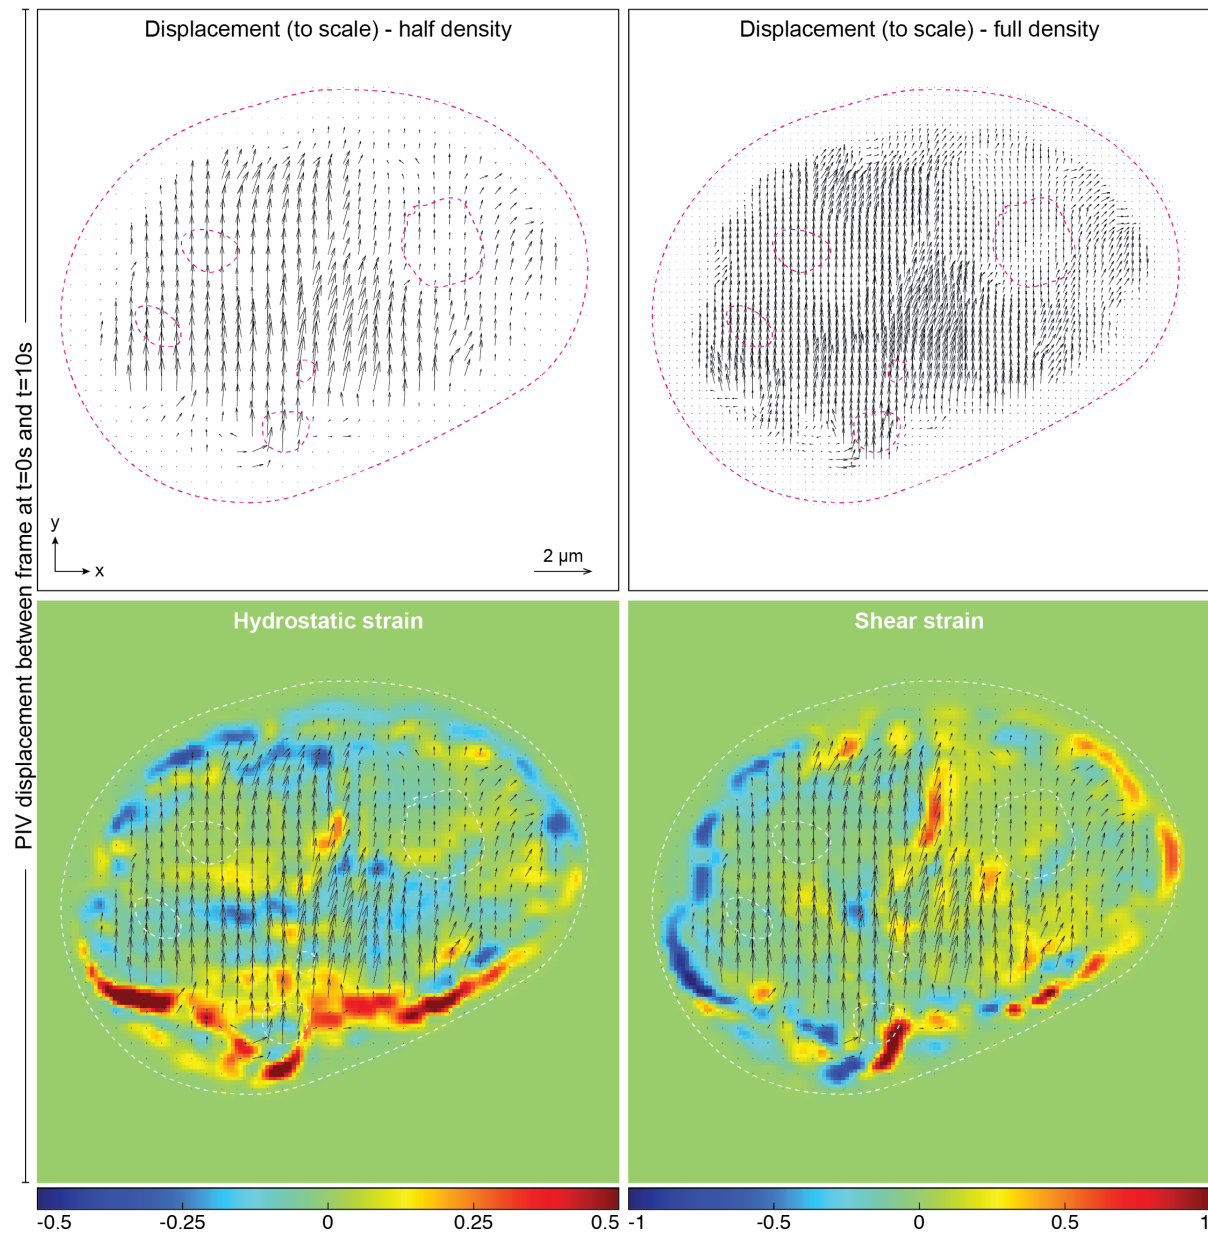 PIV displacement between frame at t=0s and t=10s
Displacement (to scale) - half density
Displacement (to scale) - full density
y
x
2 µm
Hydrostatic strain
Shear strain
-0.5 -0.25 0 0.25 0.5
-1 -0.5 0 0.5 1